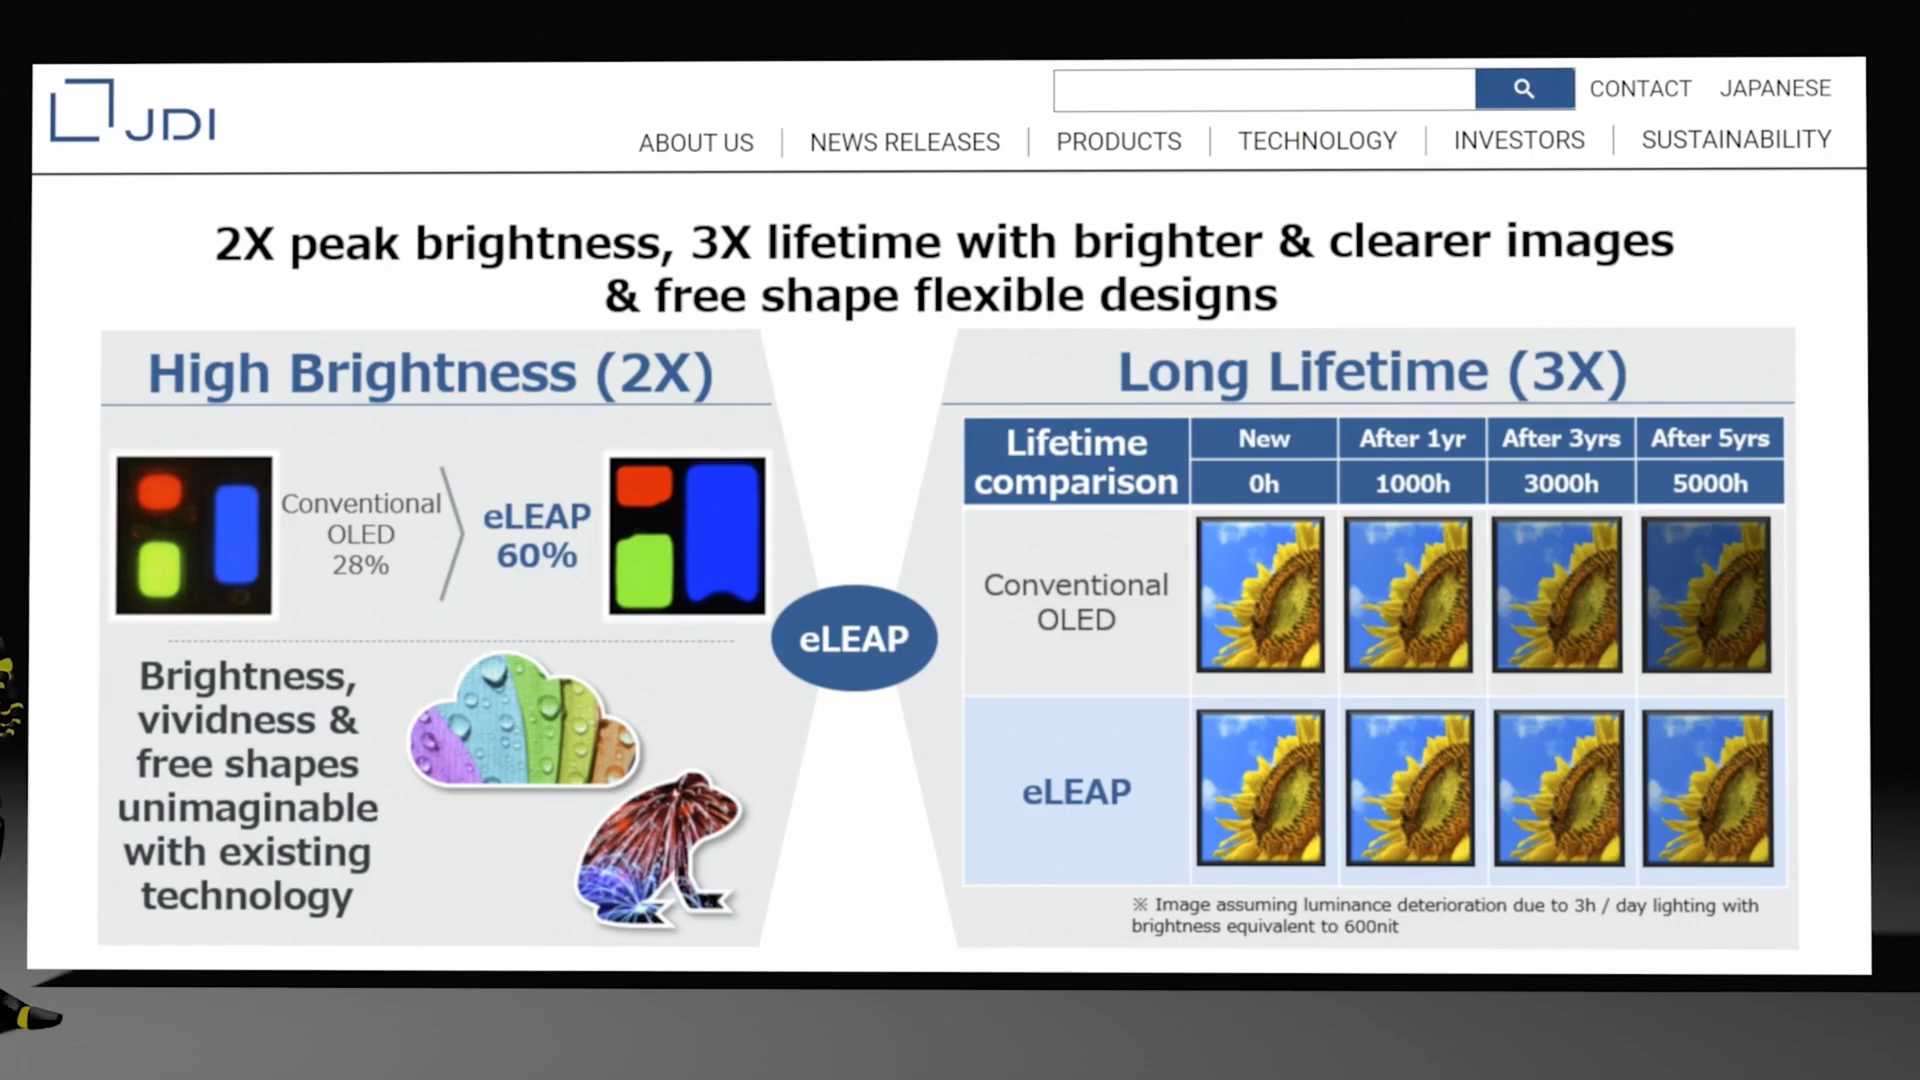 JDI
CONTACT JAPANESE
ABOUT US NEWS RELEASES PRODUCTS TECHNOLOGY INVESTORS SUSTAINABILITY
2X peak brightness, 3X lifetime with brighter & clearer images
& free shape flexible designs
High Brightness (2X)
Conventional
OLED
28%
eLEAP
60%
Brightness,
vividness &
free shapes
unimaginable
with existing
technology
eLEAP
Long Lifetime (3X)
Lifetime
comparison
New After 1yr After 3yrs After 5yrs
0h 1000h 3000h 5000h
Conventional
OLED
eLEAP
※ Image assuming luminance deterioration due to 3h / day lighting with
brightness equivalent to 600nit